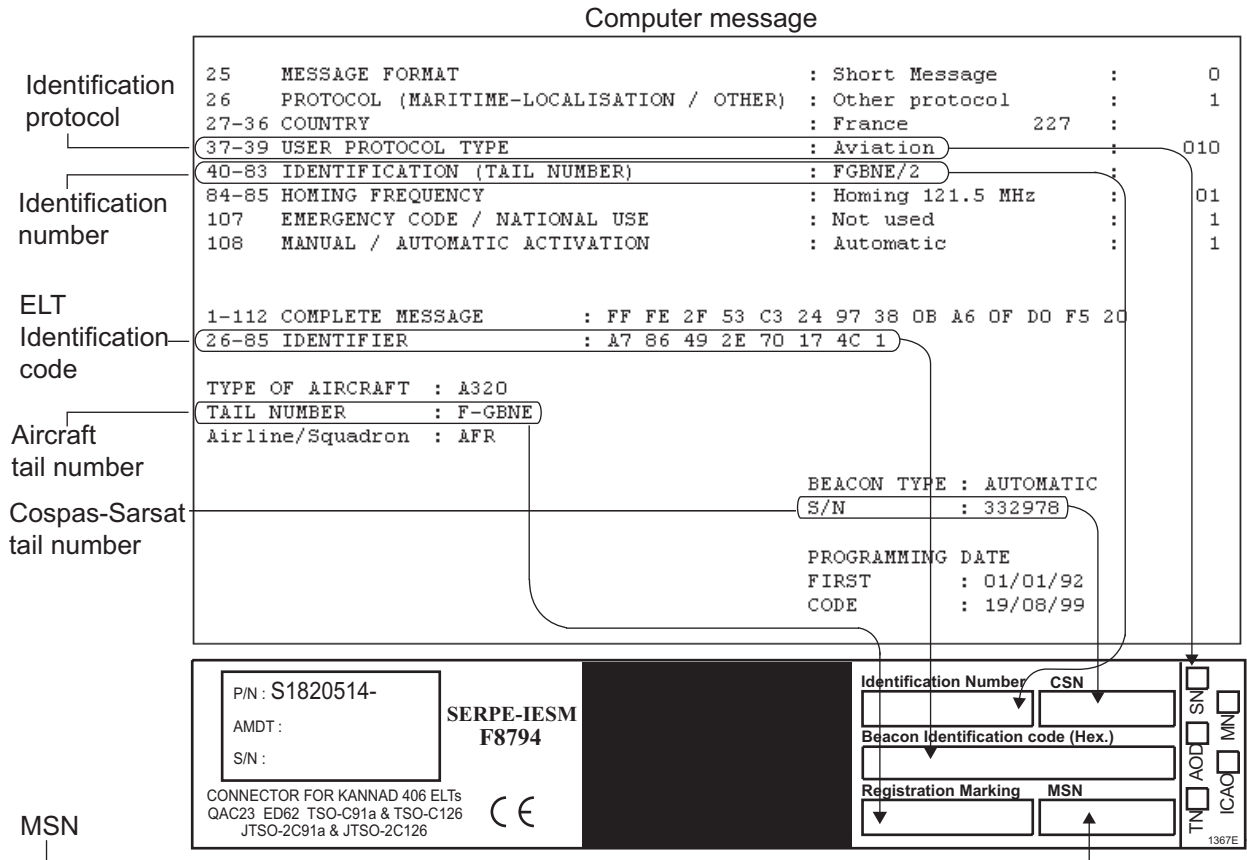 Computer message
Identification
protocol
25 MESSAGE FORMAT : Short Message : 0
26 PROTOCOL (MARITIME-LOCALISATION / OTHER) : Other protocol : 1
27-36 COUNTRY : France 227 :
37-39 USER PROTOCOL TYPE : Aviation : 010
40-83 IDENTIFICATION (TAIL NUMBER) : FGBNE/2 :
84-85 HOMING FREQUENCY : Homing 121.5 MHz : 01
107 EMERGENCY CODE / NATIONAL USE : Not used : 1
108 MANUAL / AUTOMATIC ACTIVATION : Automatic : 1
Identification
number
ELT
Identification
code
1-112 COMPLETE MESSAGE : FF FE 2F 53 C3 24 97 38 0B A6 0F D0 F5 20
26-85 IDENTIFIER : A7 86 49 2E 70 17 4C 1
TYPE OF AIRCRAFT : A320
TAIL NUMBER : F-GBNE
Airline/Squadron : AFR
Aircraft
tail number
Cospas-Sarsat
tail number
BEACON TYPE : AUTOMATIC
S/N : 332978
PROGRAMMING DATE
FIRST : 01/01/92
CODE : 19/08/99
P/N : S1820514-
AMDT :
S/N :
SERPE-IESM
F8794
CONNECTOR FOR KANNAD 406 ELTs
QAC23 ED62 TSO-C91a & TSO-C126
JTSO-2C91a & JTSO-2C126
CE
Identification Number CSN
Beacon Identification code (Hex.)
Registration Marking MSN
TN AOD SN
ICAO MN
1367E
MSN